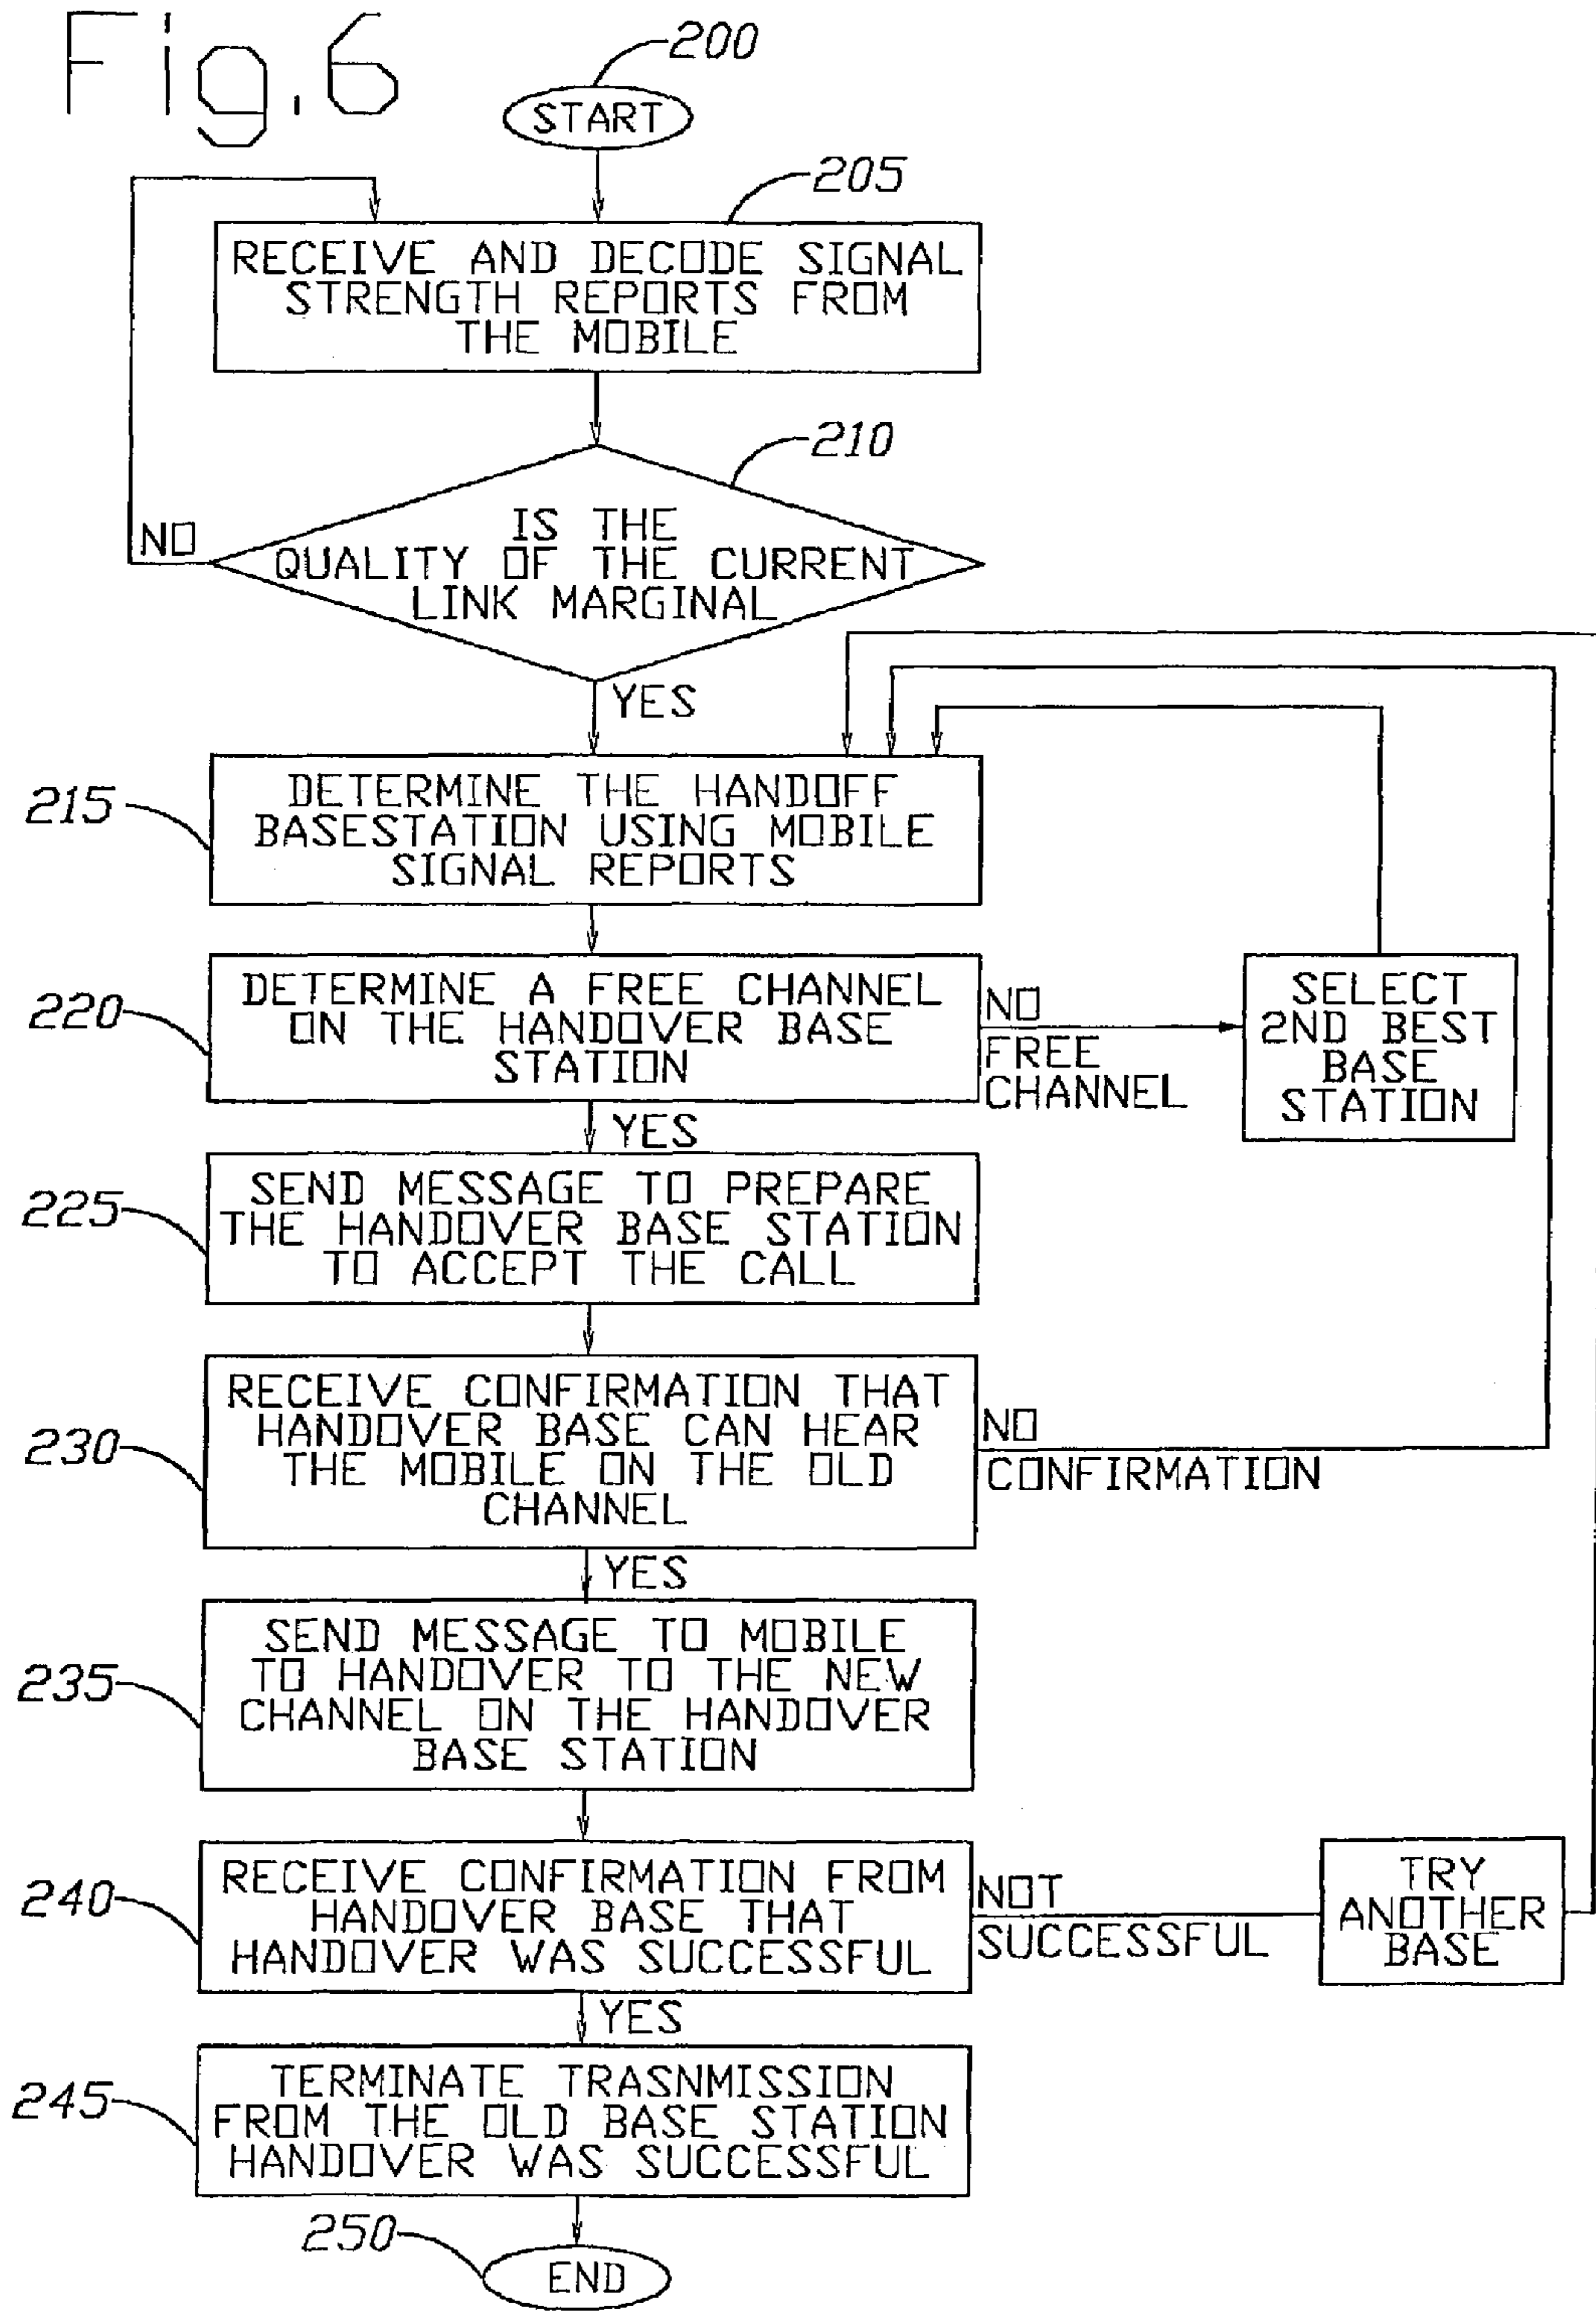 Fig.6
200
START
205
RECEIVE AND DECODE SIGNAL
STRENGTH REPORTS FROM
THE MOBILE
210
IS THE
QUALITY OF THE CURRENT
LINK MARGINAL
NO
YES
215
DETERMINE THE HANDOFF
BASESTATION USING MOBILE
SIGNAL REPORTS
220
DETERMINE A FREE CHANNEL
ON THE HANDOVER BASE
STATION
NO
FREE
CHANNEL
SELECT
2ND BEST
BASE
STATION
YES
225
SEND MESSAGE TO PREPARE
THE HANDOVER BASE STATION
TO ACCEPT THE CALL
230
RECEIVE CONFIRMATION THAT
HANDOVER BASE CAN HEAR
THE MOBILE ON THE OLD
CHANNEL
NO
CONFIRMATION
YES
235
SEND MESSAGE TO MOBILE
TO HANDOVER TO THE NEW
CHANNEL ON THE HANDOVER
BASE STATION
240
RECEIVE CONFIRMATION FROM
HANDOVER BASE THAT
HANDOVER WAS SUCCESSFUL
NOT
SUCCESSFUL
TRY
ANOTHER
BASE
YES
245
TERMINATE TRASNMISSION
FROM THE OLD BASE STATION
HANDOVER WAS SUCCESSFUL
250
END